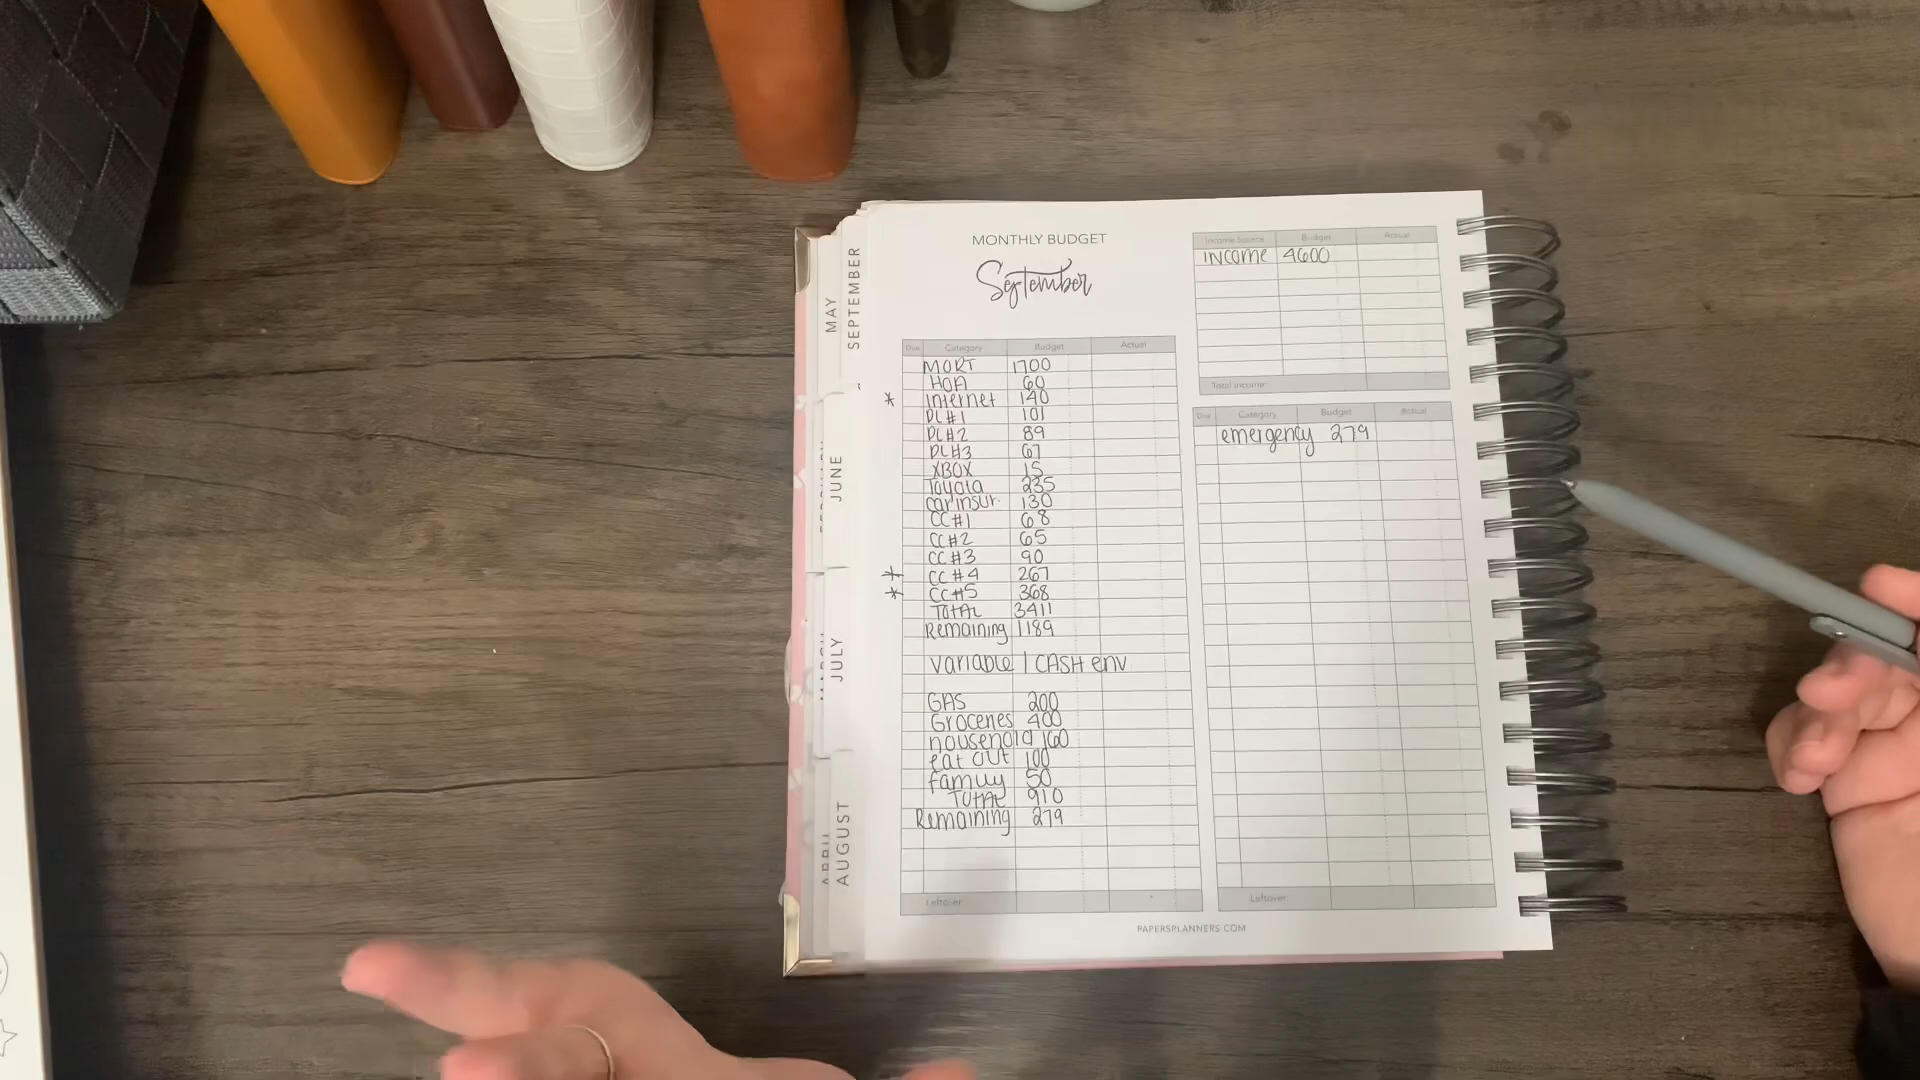 MONTHLY BUDGET
September
Due Category Budget Actual
MORT 1700
HOA 60
* Internet 140
PL#1 101
PL#2 89
PL#3 67
XBOX 15
Toyota 235
car insur. 130
CC#1 68
CC#2 65
CC#3 90
* CC#4 267
* CC#5 368
TOTAL 3411
Remaining 1189
Variable | CASH env
GAS 200
Groceries 400
household 160
eat out 100
family 50
TOTAL 910
Remaining 279
Leftover
Income Source Budget Actual
INCOME 4600
Total income:
Due Category Budget Actual
emergency 279
Leftover
PAPERSPLANNERS.COM
MAY
SEPTEMBER
JUNE
JULY
AUGUST
APRIL